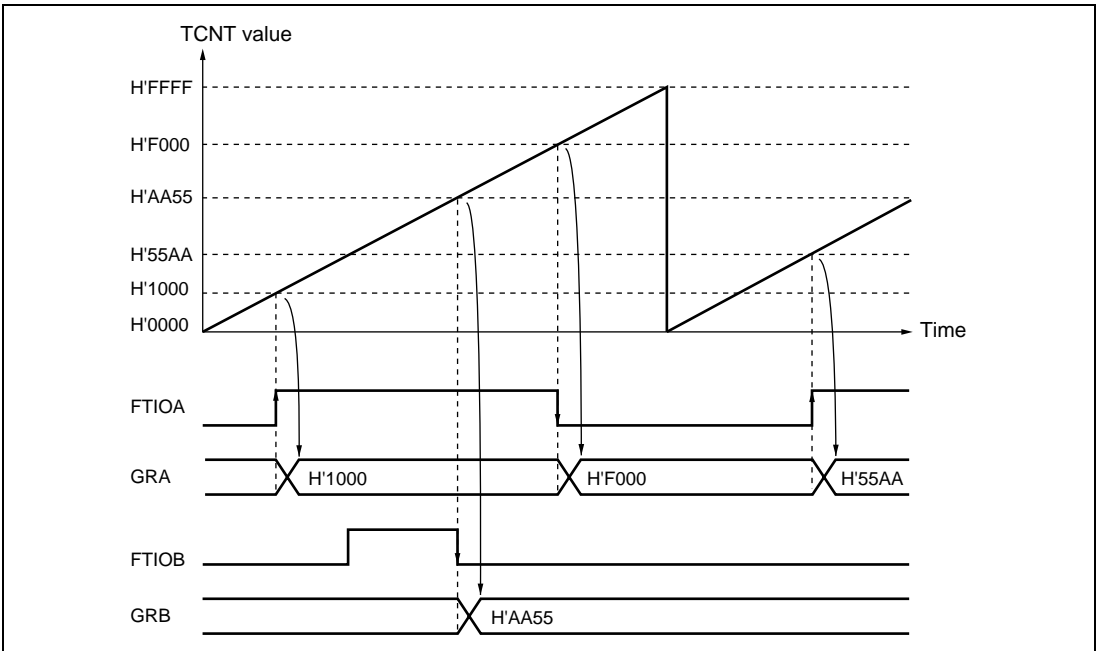 TCNT value
H'FFFF
H'F000
H'AA55
H'55AA
H'1000
H'0000
Time
FTIOA
GRA
H'1000
H'F000
H'55AA
FTIOB
GRB
H'AA55